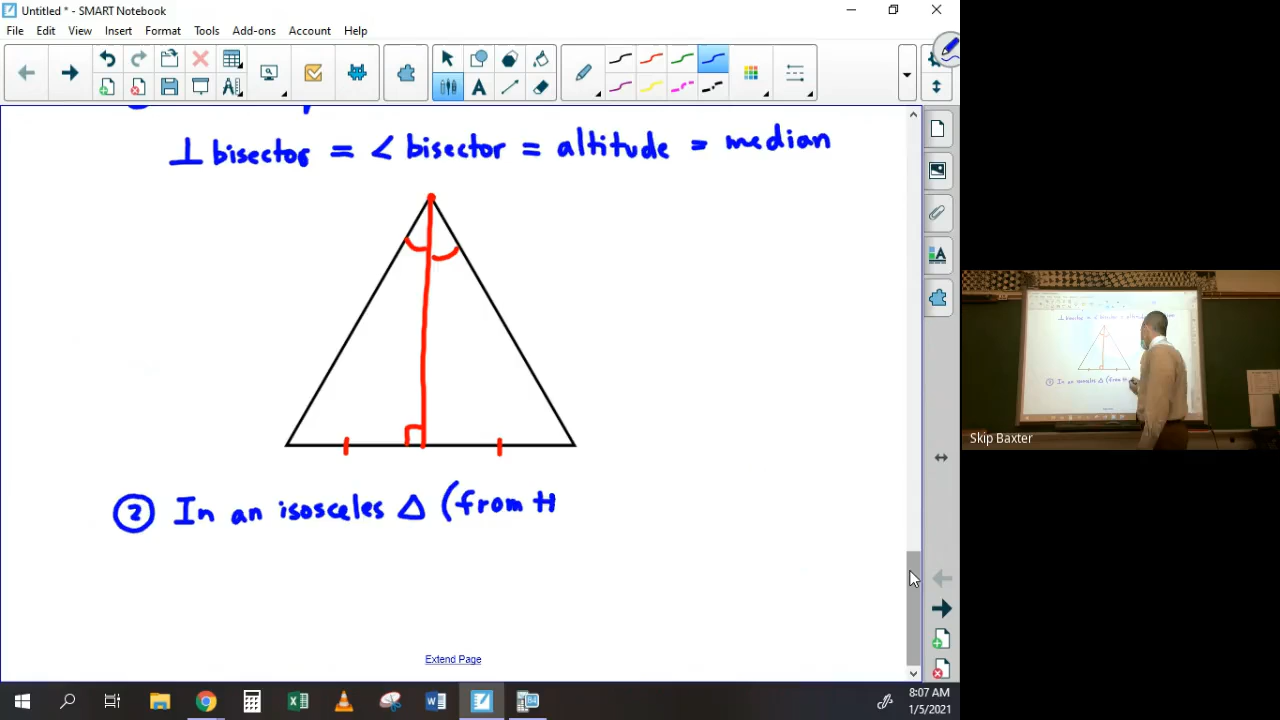 Untitled * - SMART Notebook
File Edit View Insert Format Tools Add-ons Account Help
⊥ bisector = ∠ bisector = altitude = median
② In an isosceles △ (from tt
Extend Page
Skip Baxter
8:07 AM
1/5/2021